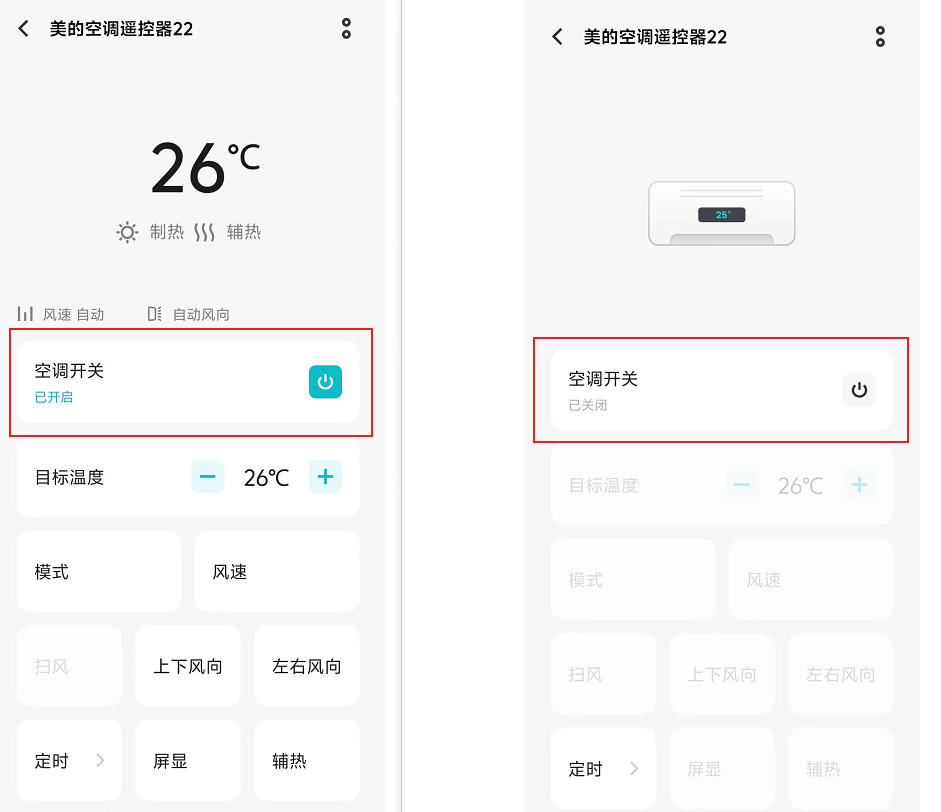 美的空调遥控器22
26℃
制热 辅热
风速 自动 自动风向
空调开关
已开启
目标温度 26℃
模式 风速
扫风 上下风向 左右风向
定时 屏显 辅热
美的空调遥控器22
25°
空调开关
已关闭
目标温度 26℃
模式 风速
扫风 上下风向 左右风向
定时 屏显 辅热